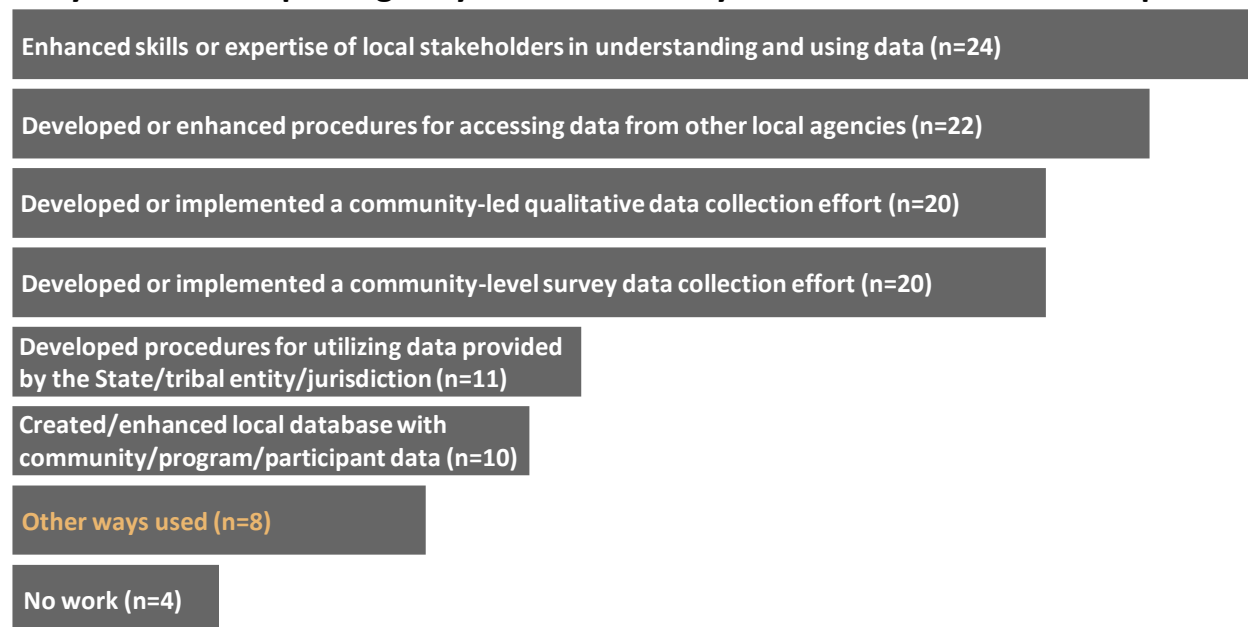 Enhanced skills or expertise of local stakeholders in understanding and using data (n=24)
Developed or enhanced procedures for accessing data from other local agencies (n=22)
Developed or implemented a community-led qualitative data collection effort (n=20)
Developed or implemented a community-level survey data collection effort (n=20)
Developed procedures for utilizing data provided
by the State/tribal entity/jurisdiction (n=11)
Created/enhanced local database with
community/program/participant data (n=10)
Other ways used (n=8)
No work (n=4)